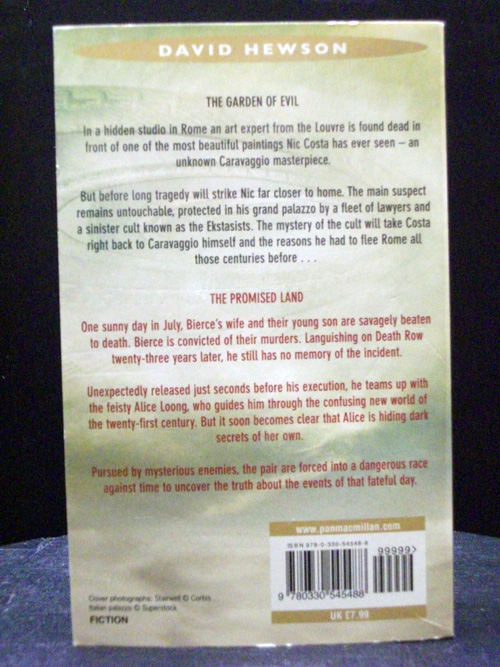 DAVID HEWSON
THE GARDEN OF EVIL
In a hidden studio in Rome an art expert from the Louvre is found dead in
front of one of the most beautiful paintings Nic Costa has ever seen – an
unknown Caravaggio masterpiece.
But before long tragedy will strike Nic far closer to home. The main suspect
remains untouchable, protected in his grand palazzo by a fleet of lawyers and
a sinister cult known as the Ekstasists. The mystery of the cult will take Costa
right back to Caravaggio himself and the reasons he had to flee Rome all
those centuries before . . .
THE PROMISED LAND
One sunny day in July, Bierce's wife and their young son are savagely beaten
to death. Bierce is convicted of their murders. Languishing on Death Row
twenty-three years later, he still has no memory of the incident.
Unexpectedly released just seconds before his execution, he teams up with
the feisty Alice Loong, who guides him through the confusing new world of
the twenty-first century. But it soon becomes clear that Alice is hiding dark
secrets of her own.
Pursued by mysterious enemies, the pair are forced into a dangerous race
against time to uncover the truth about the events of that fateful day.
www.panmacmillan.com
ISBN 978-0-330-54548-8
99999>
9 780330 545488
UK £7.99
Cover photographs: Stairwell © Corbis
Italian palazzo © Superstock
FICTION